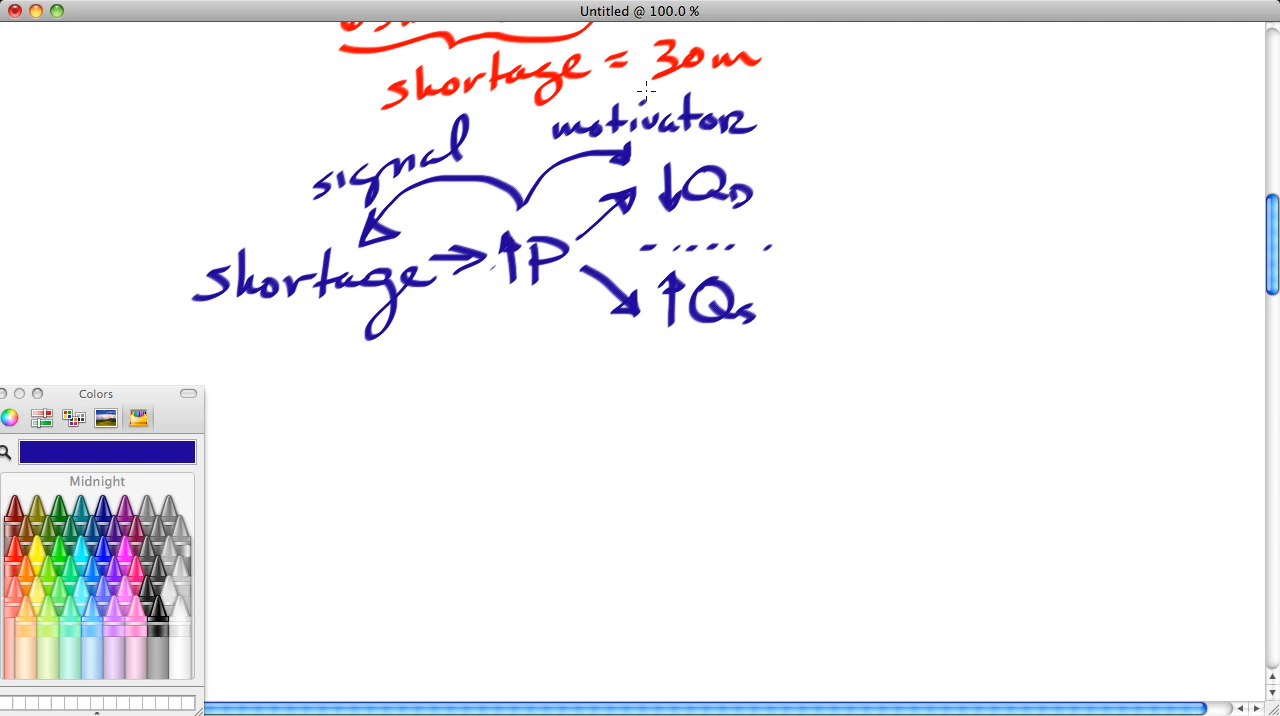 Untitled @ 100.0 %
shortage = 30m
motivator
signal
↓QD
shortage → ↑P
↑Qs
Colors
Midnight